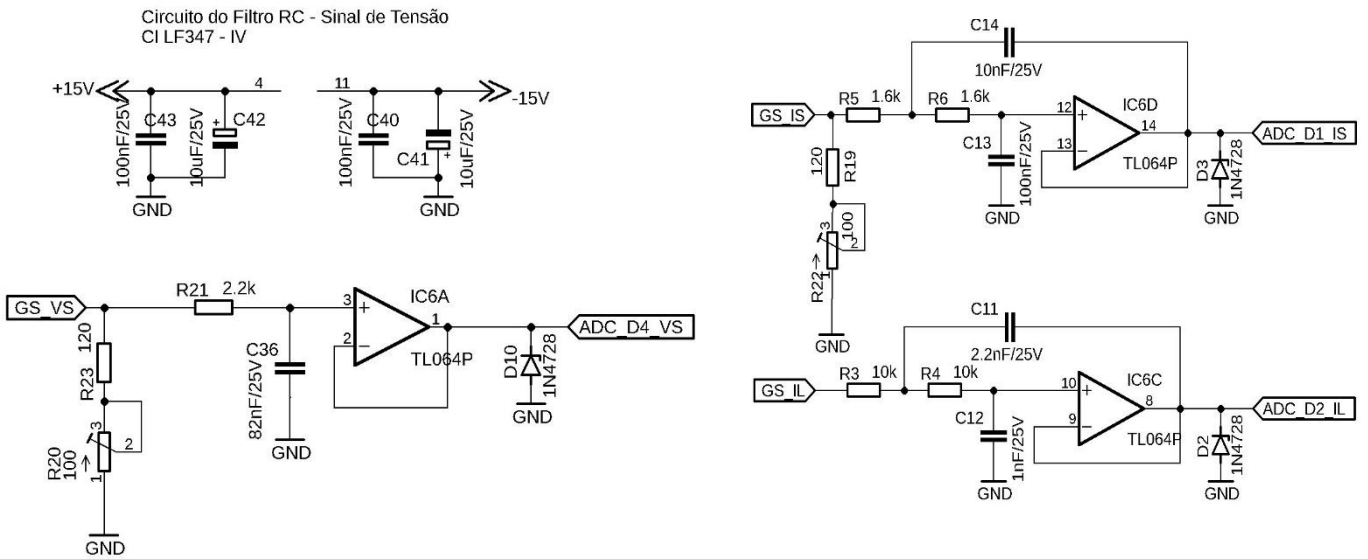 Circuito do Filtro RC - Sinal de Tensão
CI LF347 - IV
+15V
4
100nF/25V
C43
+
10uF/25V
C42
GND
11
-15V
100nF/25V
C40
C41
+
10uF/25V
GND
GS_VS
R21
2.2k
120
R23
3
2
R20
100
1
GND
C36
82nF/25V
GND
3
+
2
−
1
IC6A
TL064P
D10
1N4728
GND
ADC_D4_VS
C14
10nF/25V
GS_IS
R5
1.6k
R6
1.6k
120
R19
3
100
2
R22
1
GND
C13
100nF/25V
GND
12
+
13
−
14
IC6D
TL064P
D3
1N4728
GND
ADC_D1_IS
C11
2.2nF/25V
GS_IL
R3
10k
R4
10k
C12
1nF/25V
GND
10
+
9
−
8
IC6C
TL064P
D2
1N4728
GND
ADC_D2_IL